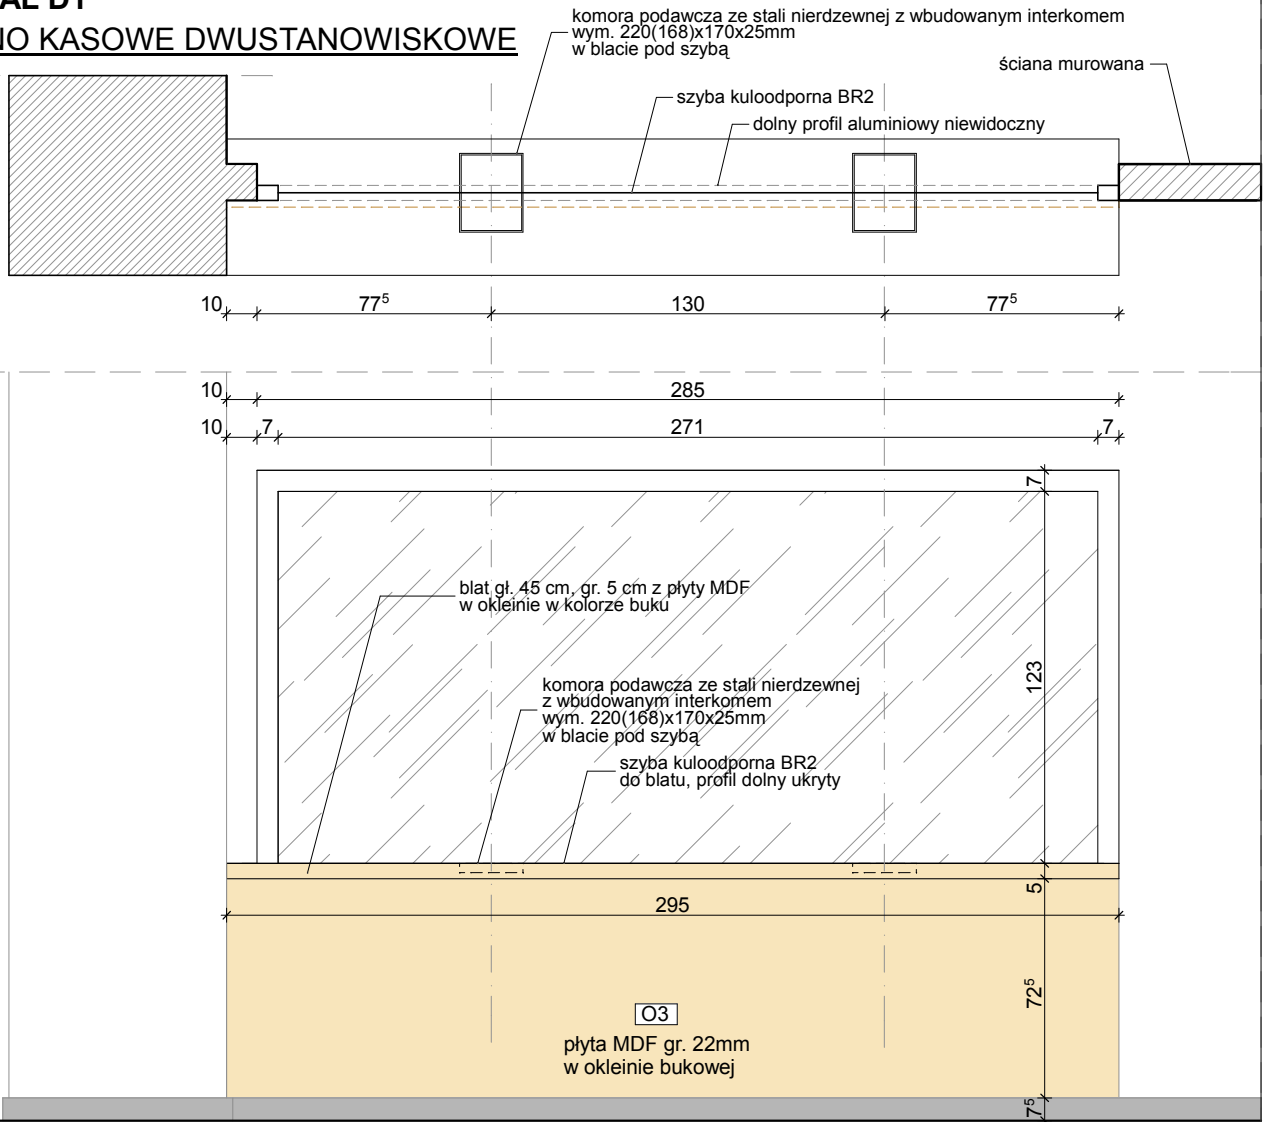 AL D1
NO KASOWE DWUSTANOWISKOWE
komora podawcza ze stali nierdzewnej z wbudowanym interkomem
wym. 220(168)x170x25mm
w blacie pod szybą
ściana murowana
szyba kuloodporna BR2
dolny profil aluminiowy niewidoczny
10 77⁵ 130 77⁵
10 285
10 7 271 7
7
blat gł. 45 cm, gr. 5 cm z płyty MDF
w okleinie w kolorze buku
123
komora podawcza ze stali nierdzewnej
z wbudowanym interkomem
wym. 220(168)x170x25mm
w blacie pod szybą
szyba kuloodporna BR2
do blatu, profil dolny ukryty
5
295
72⁵
O3
płyta MDF gr. 22mm
w okleinie bukowej
7⁵